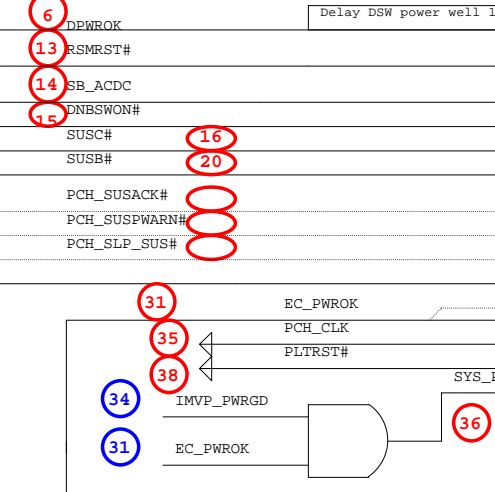 6
Delay DSW power well
DPWROK
13 RSMRST#
14 SB_ACDC
15 DNBSWON#
SUSC# 16
SUSB# 20
PCH_SUSACK#
PCH_SUSPWARN#
PCH_SLP_SUS#
31 EC_PWROK
35 PCH_CLK
PLTRST#
38
SYS_P
34 IMVP_PWRGD
36
31 EC_PWROK